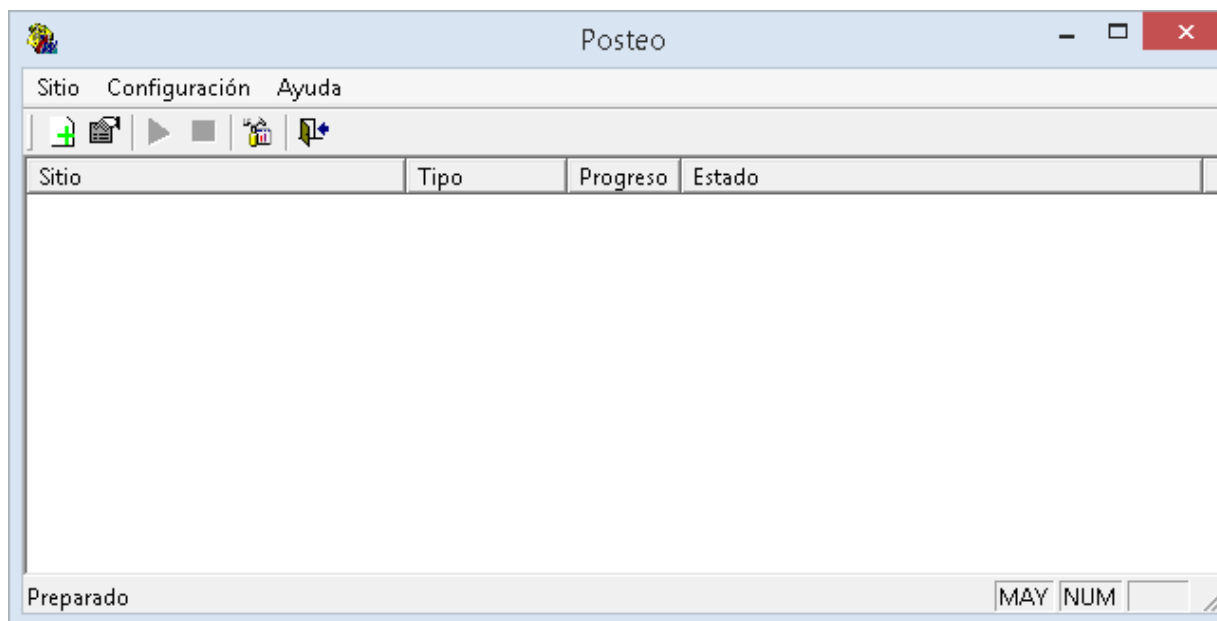 Posteo
Sitio Configuración Ayuda
Sitio Tipo Progreso Estado
Preparado MAY NUM